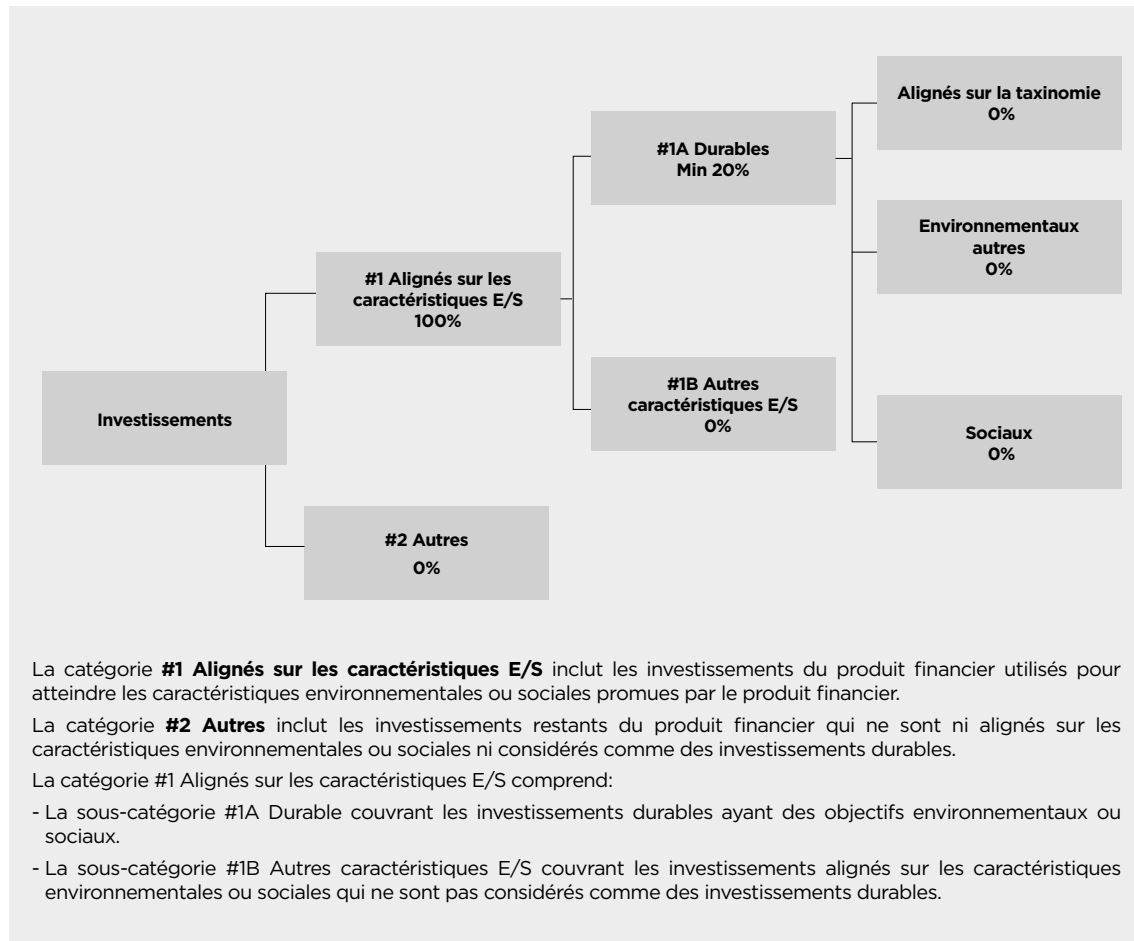 Alignés sur la taxinomie
0%
#1A Durables
Min 20%
Environnementaux
autres
0%
#1 Alignés sur les
caractéristiques E/S
100%
#1B Autres
caractéristiques E/S
0%
Investissements
Sociaux
0%
#2 Autres
0%
La catégorie #1 Alignés sur les caractéristiques E/S inclut les investissements du produit financier utilisés pour
atteindre les caractéristiques environnementales ou sociales promues par le produit financier.
La catégorie #2 Autres inclut les investissements restants du produit financier qui ne sont ni alignés sur les
caractéristiques environnementales ou sociales ni considérés comme des investissements durables.
La catégorie #1 Alignés sur les caractéristiques E/S comprend:
- La sous-catégorie #1A Durable couvrant les investissements durables ayant des objectifs environnementaux ou
sociaux.
- La sous-catégorie #1B Autres caractéristiques E/S couvrant les investissements alignés sur les caractéristiques
environnementales ou sociales qui ne sont pas considérés comme des investissements durables.